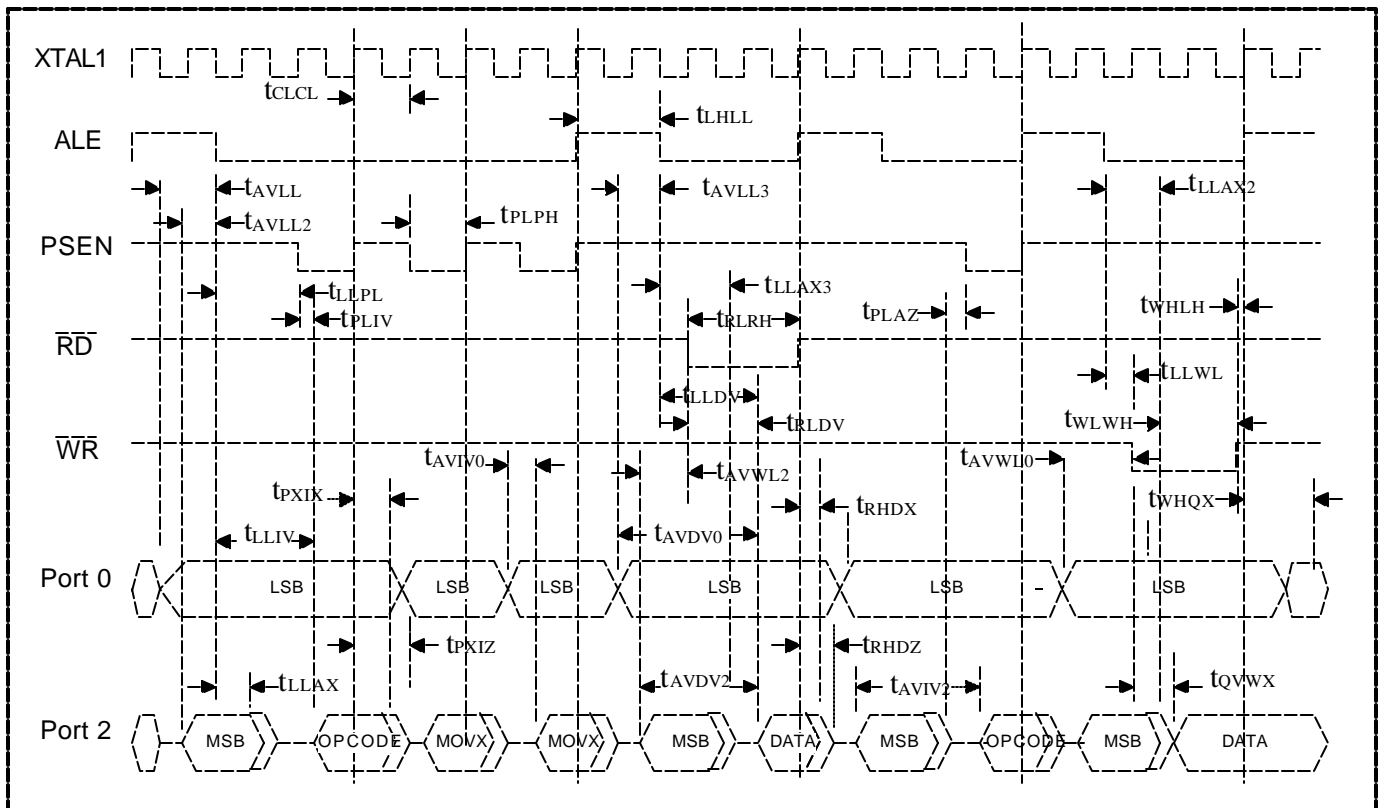 XTAL1
tCLCL
ALE
tLHLL
tAVLL
tAVLL3
tLLAX2
tAVLL2
tPLPH
PSEN
tLLPL
tLLAX3
tPLIV
tRLRH
tPLAZ
tWHLH
RD
tLLWL
tLLDV
tRLDV
tWLWH
WR
tAVIV0
tAVWL2
tAVWL0
tPXIX
tRHDX
tWHQX
tLLIV
tAVDV0
Port 0
LSB LSB LSB LSB LSB LSB
tPXIZ
tRHDZ
tLLAX
tAVDV2
tAVIV2
tQVWX
Port 2
MSB OPCODE MOVX MOVX MSB DATA MSB OPCODE MSB DATA